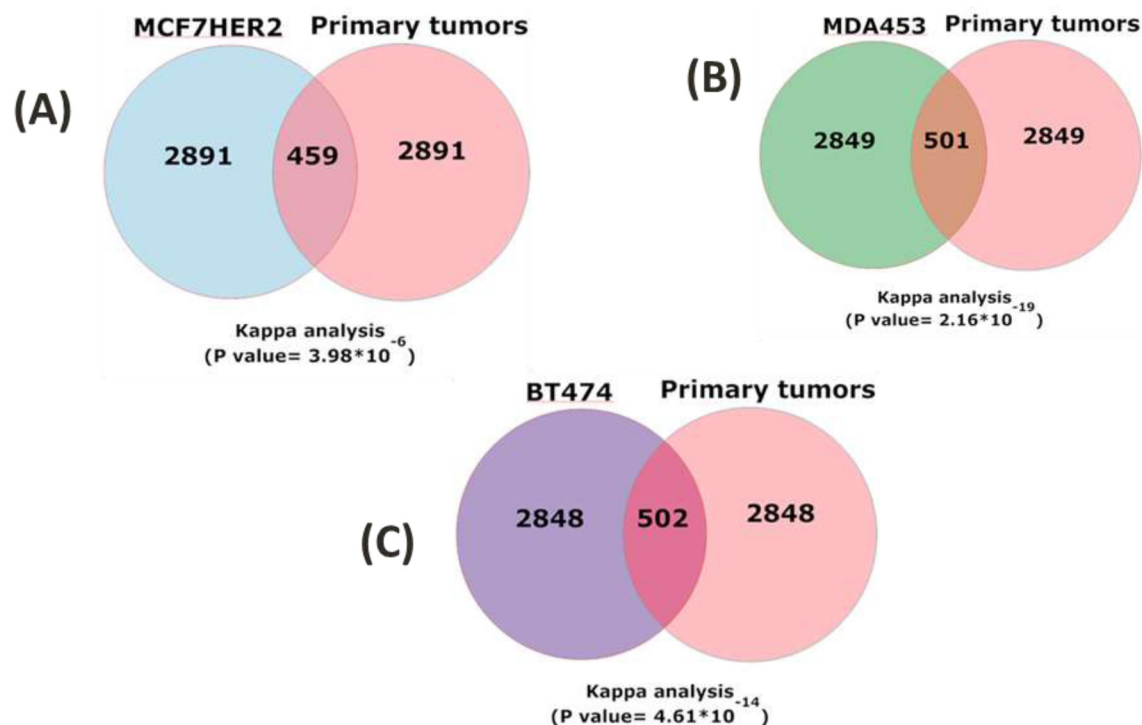 MCF7HER2 Primary tumors
(A)
2891 459 2891
Kappa analysis
(P value= 3.98*10-6)
MDA453 Primary tumors
(B)
2849 501 2849
Kappa analysis
(P value= 2.16*10-19)
BT474 Primary tumors
(C)
2848 502 2848
Kappa analysis
(P value= 4.61*10-14)